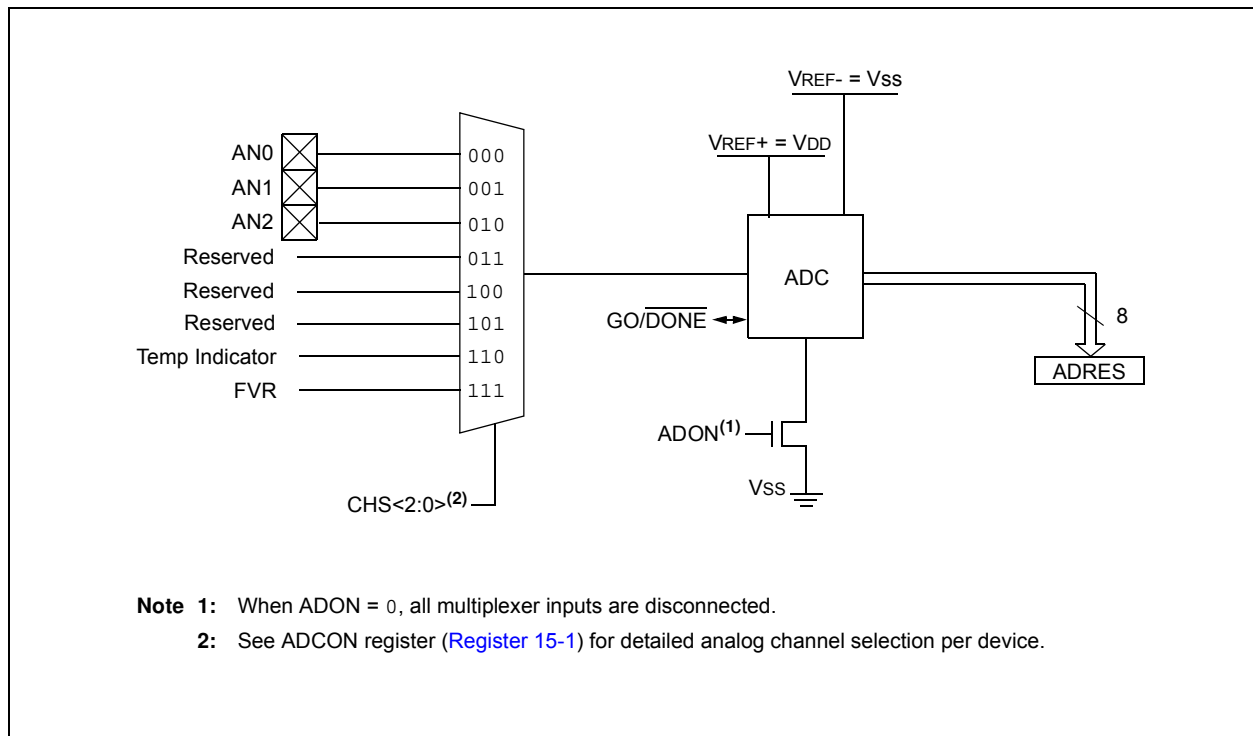 VREF- = VSS
VREF+ = VDD
AN0
000
AN1
001
AN2
010
Reserved
011
Reserved
100
Reserved
101
Temp Indicator
110
FVR
111
ADC
GO/DONE
8
ADRES
ADON(1)
VSS
CHS<2:0>(2)
Note 1: When ADON = 0, all multiplexer inputs are disconnected.
2: See ADCON register (Register 15-1) for detailed analog channel selection per device.